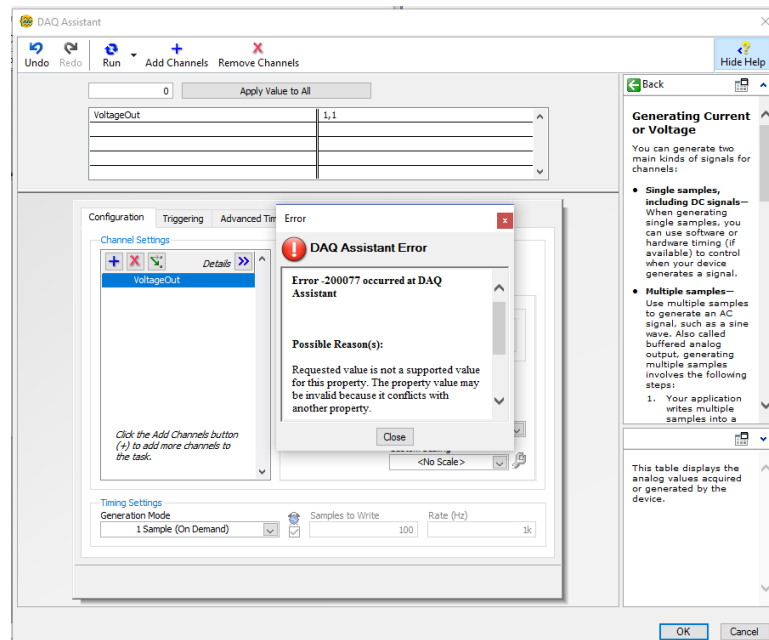 DAQ Assistant
Undo Redo Run Add Channels Remove Channels Hide Help
0 Apply Value to All
VoltageOut 1,1
Back
Generating Current
or Voltage
You can generate two
main kinds of signals for
channels:
• Single samples,
including DC signals—
When generating
single samples, you
can use software or
hardware timing (if
available) to control
when your device
generates a signal.
• Multiple samples—
Use multiple samples
to generate an AC
signal, such as a sine
wave. Also called
buffered analog
output, generating
multiple samples
involves the following
steps:
1. Your application
writes multiple
samples into a
Configuration Triggering Advanced Tim
Channel Settings
Details
VoltageOut
Click the Add Channels button
(+) to add more channels to
the task.
Error
DAQ Assistant Error
Error -200077 occurred at DAQ
Assistant
Possible Reason(s):
Requested value is not a supported value
for this property. The property value may
be invalid because it conflicts with
another property.
Close
<No Scale>
Timing Settings
Generation Mode Samples to Write Rate (Hz)
1 Sample (On Demand) 100 1k
This table displays the
analog values acquired
or generated by the
device.
OK Cancel